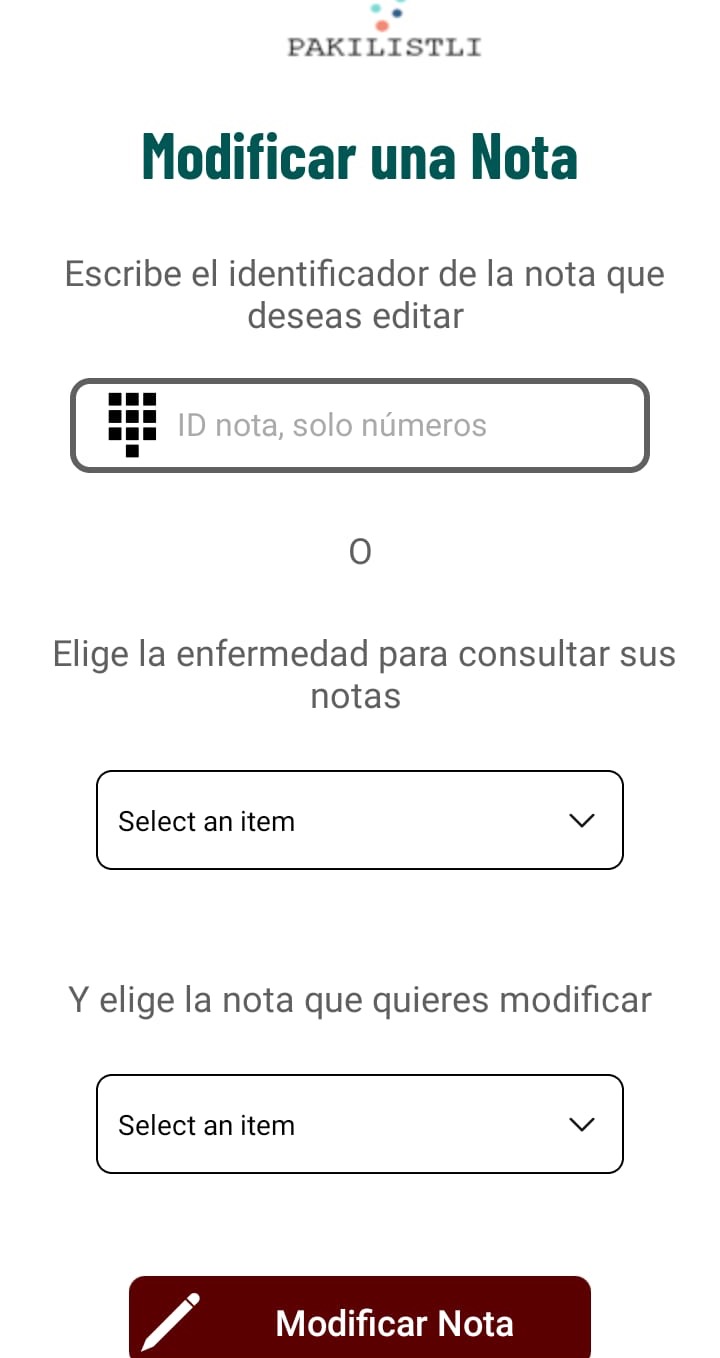 PAKILISTLI
Modificar una Nota
Escribe el identificador de la nota que
deseas editar
ID nota, solo números
O
Elige la enfermedad para consultar sus
notas
Select an item
Y elige la nota que quieres modificar
Select an item
Modificar Nota